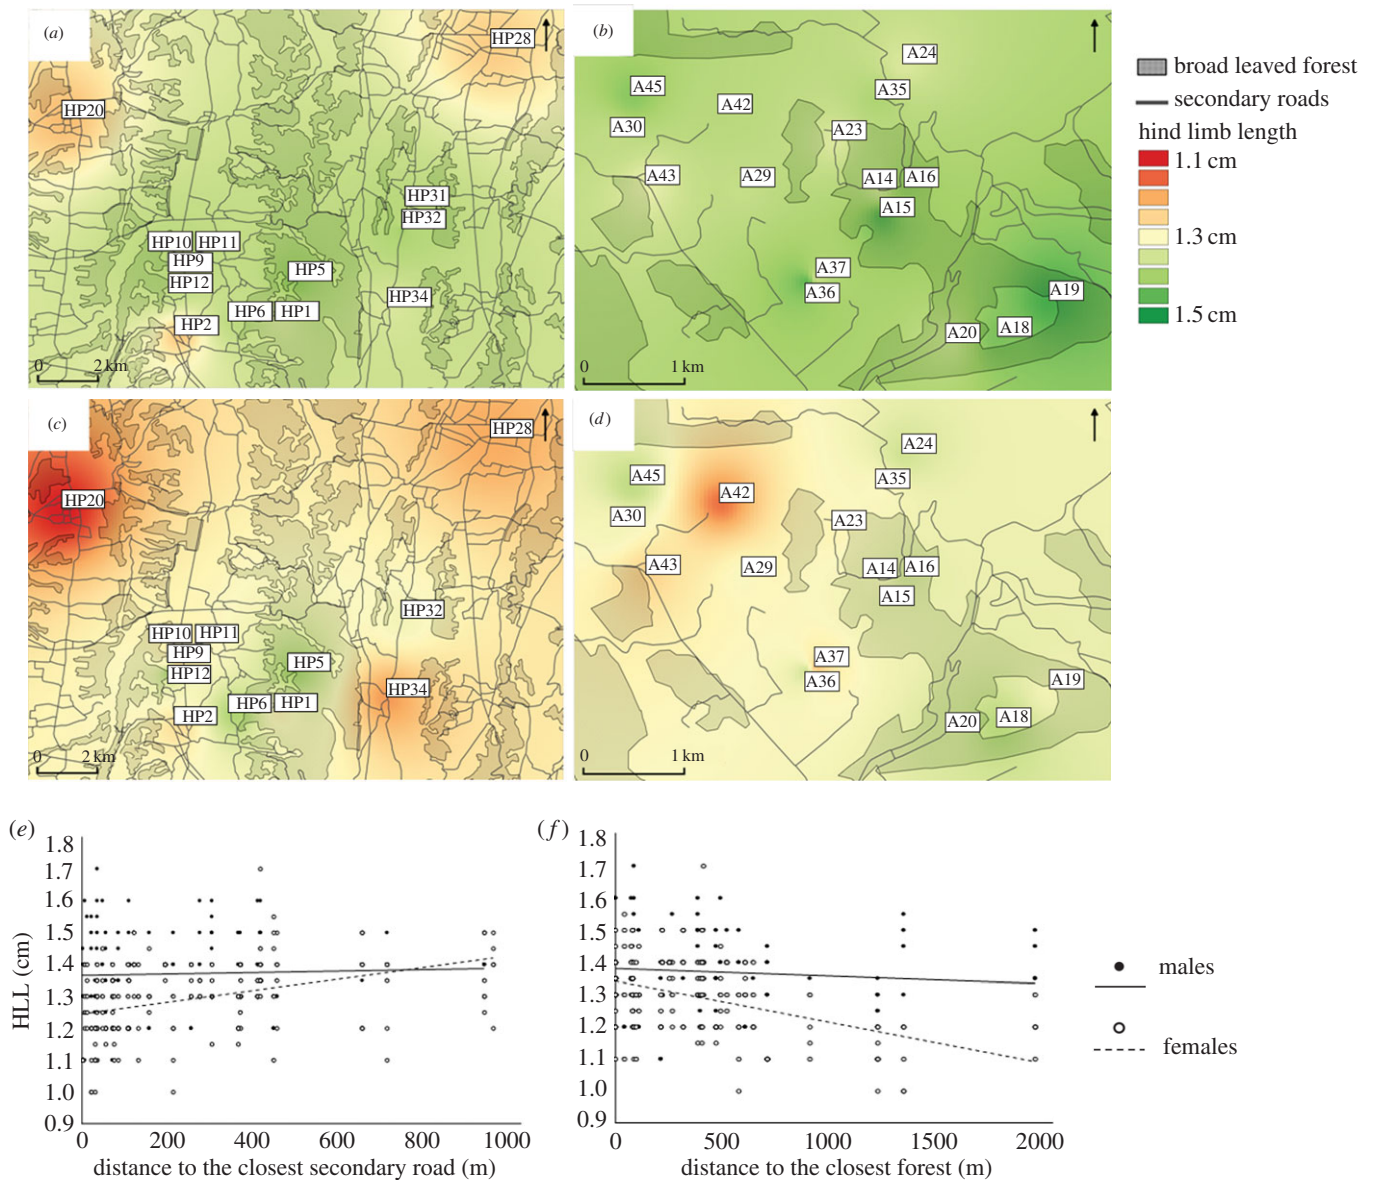 (a)
HP28
HP20
HP31
HP32
HP10 HP11
HP9
HP5
HP12
HP34
HP6 HP1
HP2
0 2 km
(b)
A24
A45
A35
A42
A30
A23
A43
A29
A14 A16
A15
A37
A36
A19
A18
A20
0 1 km
broad leaved forest
secondary roads
hind limb length
1.1 cm
1.3 cm
1.5 cm
(c)
HP28
HP20
HP32
HP10 HP11
HP9
HP5
HP12
HP34
HP6 HP1
HP2
0 2 km
(d)
A24
A45
A35
A42
A30
A23
A43
A29
A14 A16
A15
A37
A36
A19
A18
A20
0 1 km
(e)
HLL (cm)
1.8
1.7
1.6
1.5
1.4
1.3
1.2
1.1
1.0
0.9
0 200 400 600 800 1000
distance to the closest secondary road (m)
(f)
1.8
1.7
1.6
1.5
1.4
1.3
1.2
1.1
1.0
0.9
0 500 1000 1500 2000
distance to the closest forest (m)
males
females